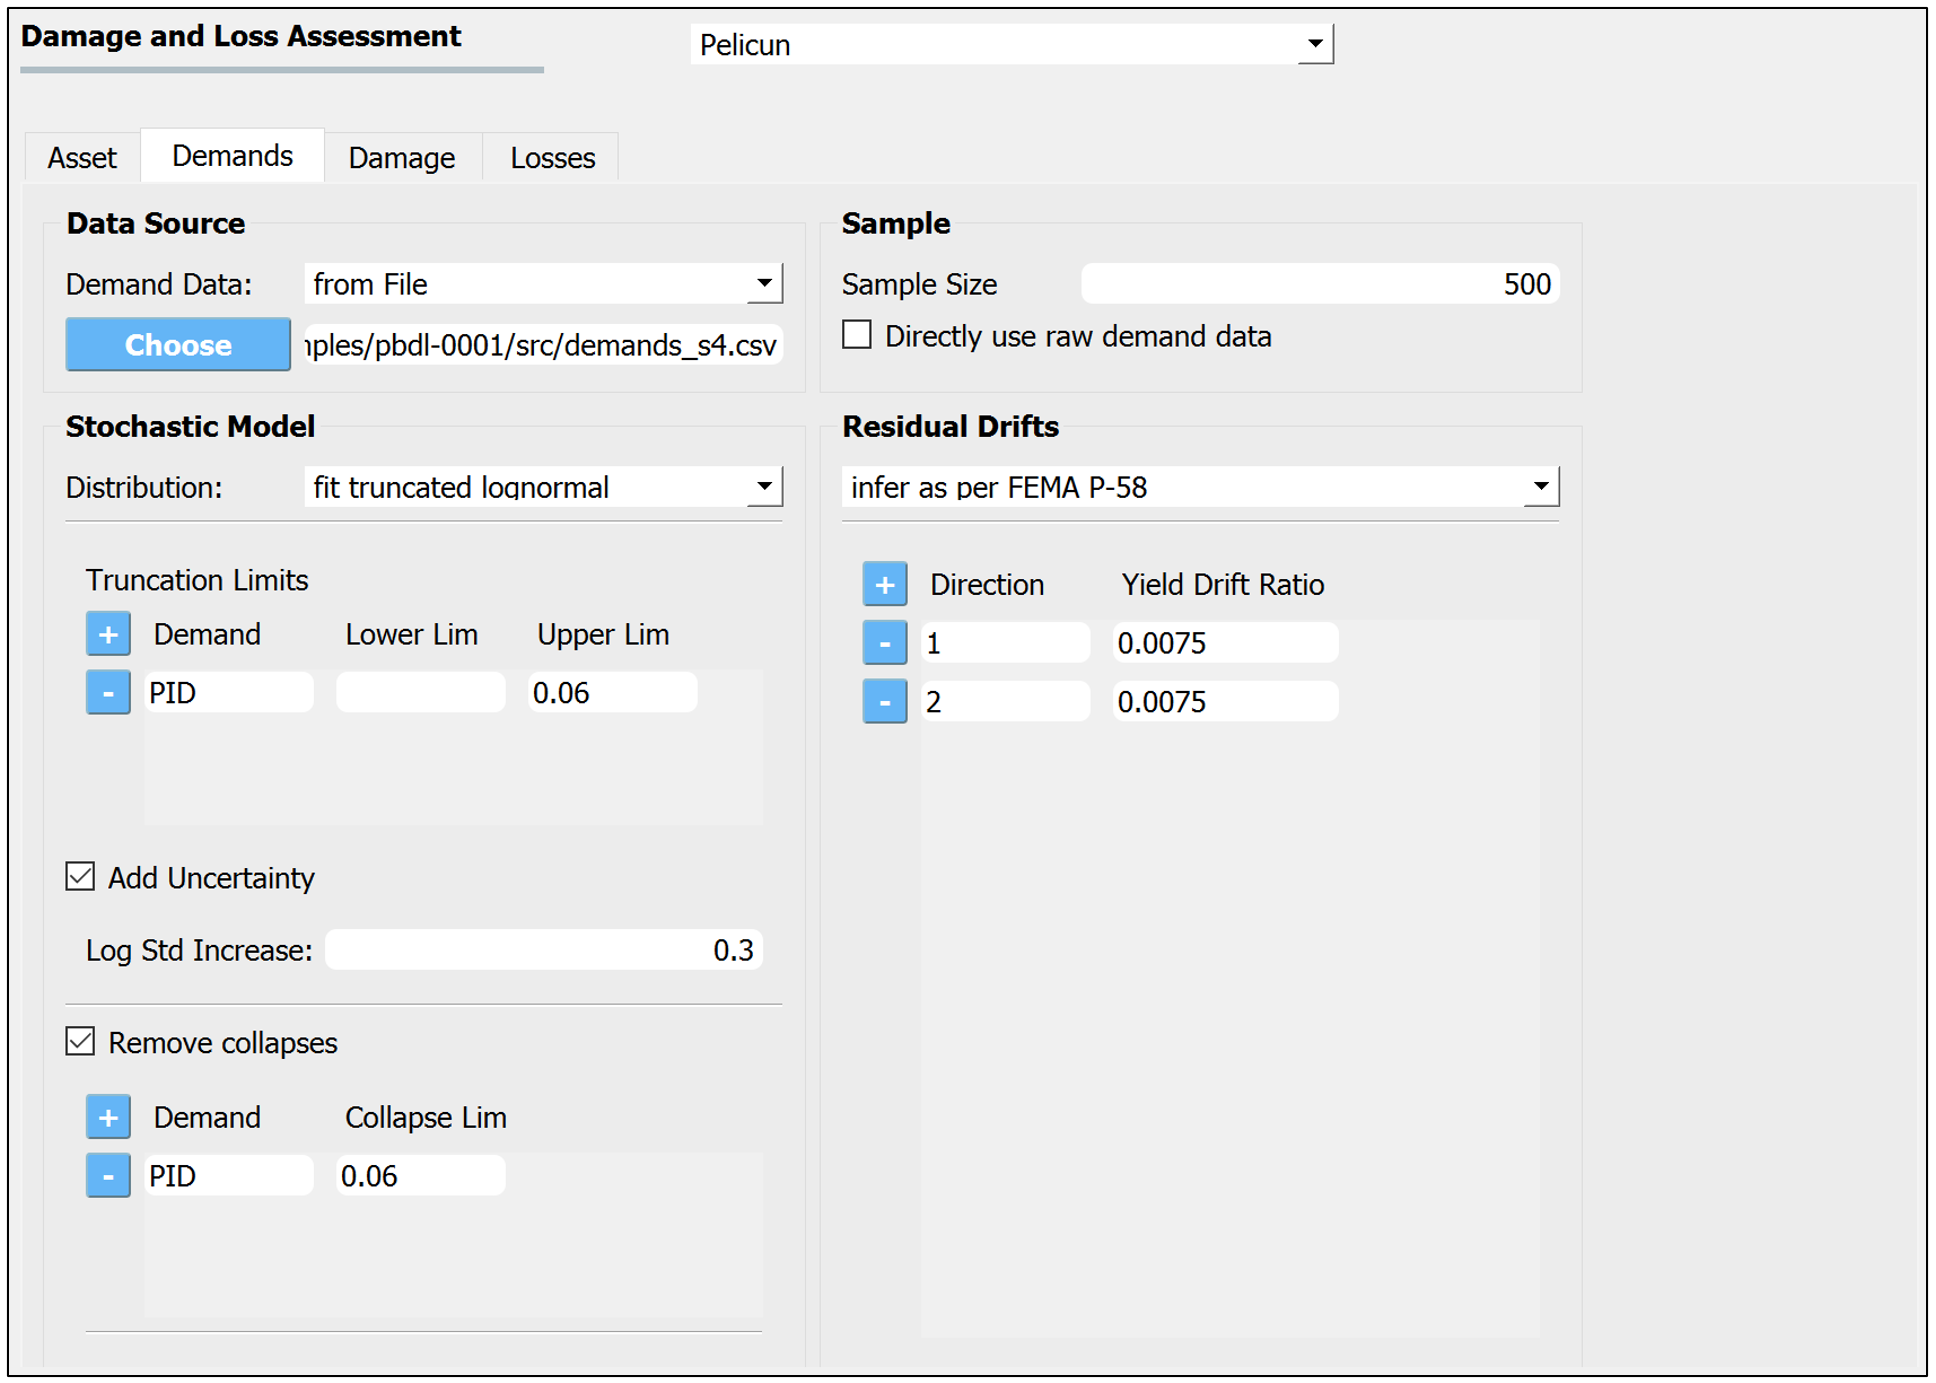 Damage and Loss Assessment
Pelicun
Asset
Demands
Damage
Losses
Data Source
Demand Data:
from File
Choose
nples/pbdl-0001/src/demands_s4.csv
Sample
Sample Size
500
Directly use raw demand data
Stochastic Model
Distribution:
fit truncated lognormal
Truncation Limits
+ Demand Lower Lim Upper Lim
- PID 0.06
Add Uncertainty
Log Std Increase: 0.3
Remove collapses
+ Demand Collapse Lim
- PID 0.06
Residual Drifts
infer as per FEMA P-58
+ Direction Yield Drift Ratio
- 1 0.0075
- 2 0.0075